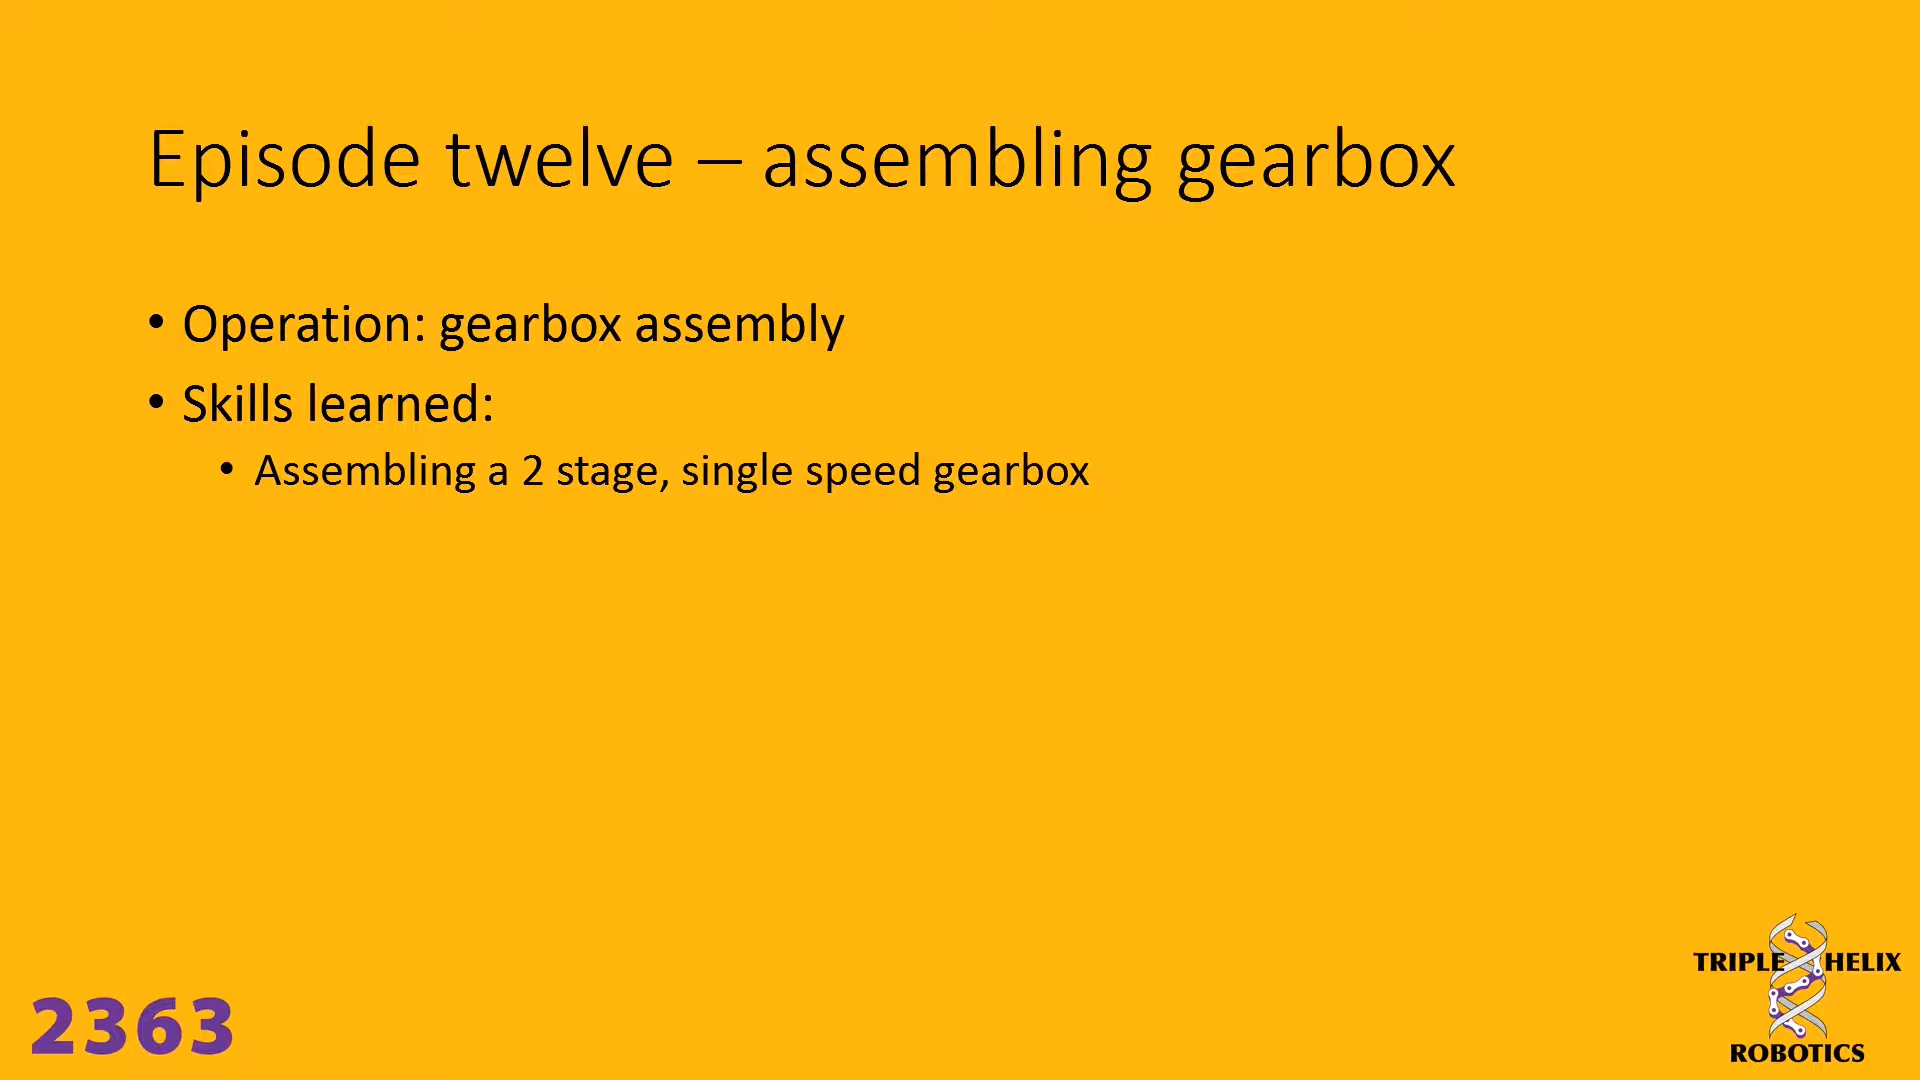 Episode twelve – assembling gearbox
• Operation: gearbox assembly
• Skills learned:
• Assembling a 2 stage, single speed gearbox
2363
TRIPLE HELIX
ROBOTICS